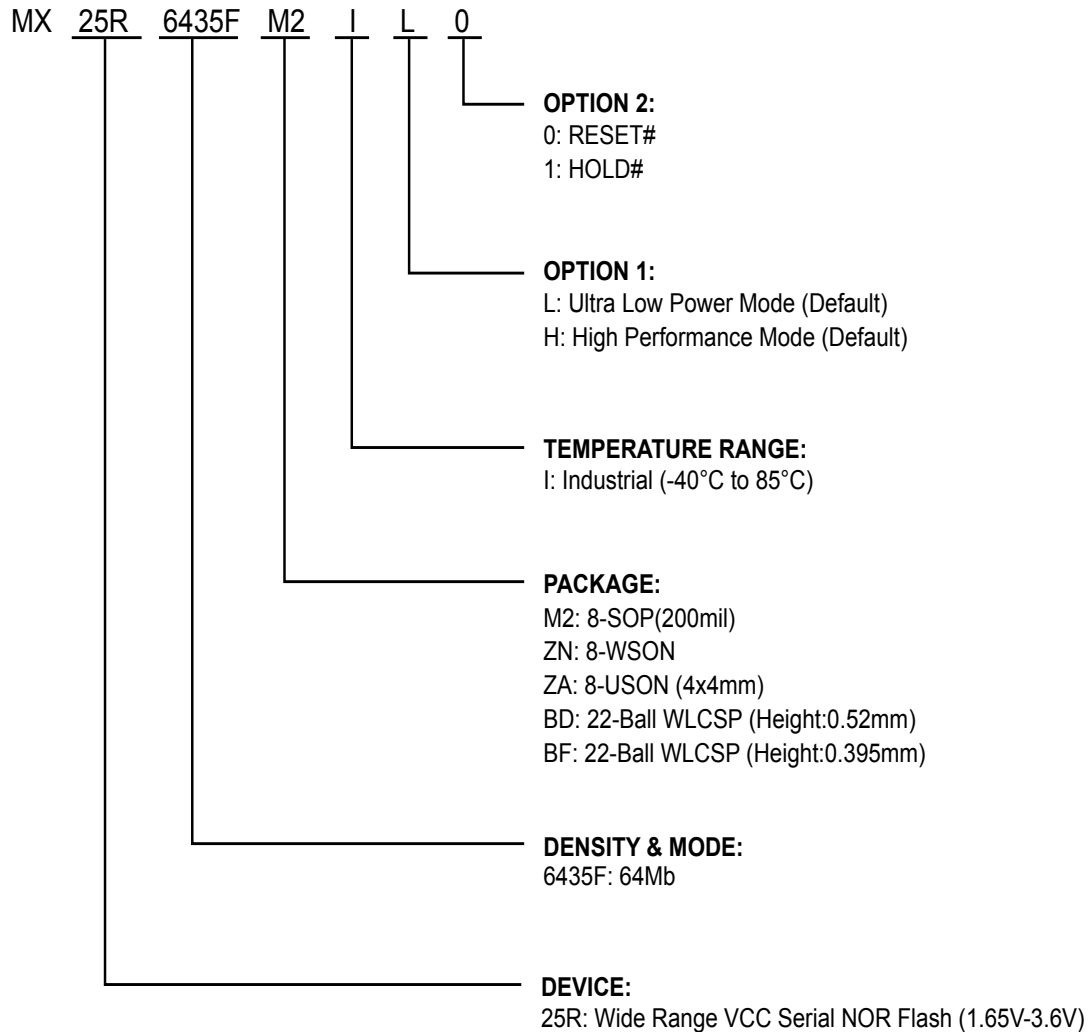 MX 25R 6435F M2 I L 0
OPTION 2:
0: RESET#
1: HOLD#
OPTION 1:
L: Ultra Low Power Mode (Default)
H: High Performance Mode (Default)
TEMPERATURE RANGE:
I: Industrial (-40°C to 85°C)
PACKAGE:
M2: 8-SOP(200mil)
ZN: 8-WSON
ZA: 8-USON (4x4mm)
BD: 22-Ball WLCSP (Height:0.52mm)
BF: 22-Ball WLCSP (Height:0.395mm)
DENSITY & MODE:
6435F: 64Mb
DEVICE:
25R: Wide Range VCC Serial NOR Flash (1.65V-3.6V)